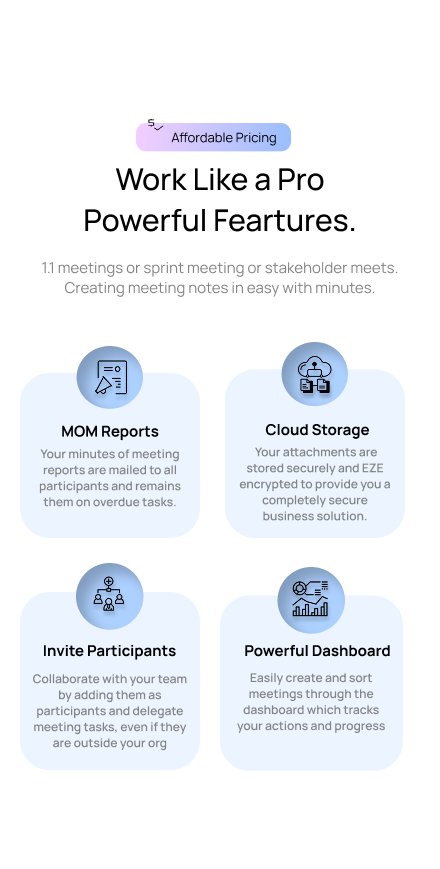 Affordable Pricing
Work Like a Pro
Powerful Feartures.
1.1 meetings or sprint meeting or stakeholder meets.
Creating meeting notes in easy with minutes.
MOM Reports
Your minutes of meeting
reports are mailed to all
participants and remains
them on overdue tasks.
Cloud Storage
Your attachments are
stored securely and EZE
encrypted to provide you a
completely secure
business solution.
Invite Participants
Collaborate with your team
by adding them as
participants and delegate
meeting tasks, even if they
are outside your org
Powerful Dashboard
Easily create and sort
meetings through the
dashboard which tracks
your actions and progress